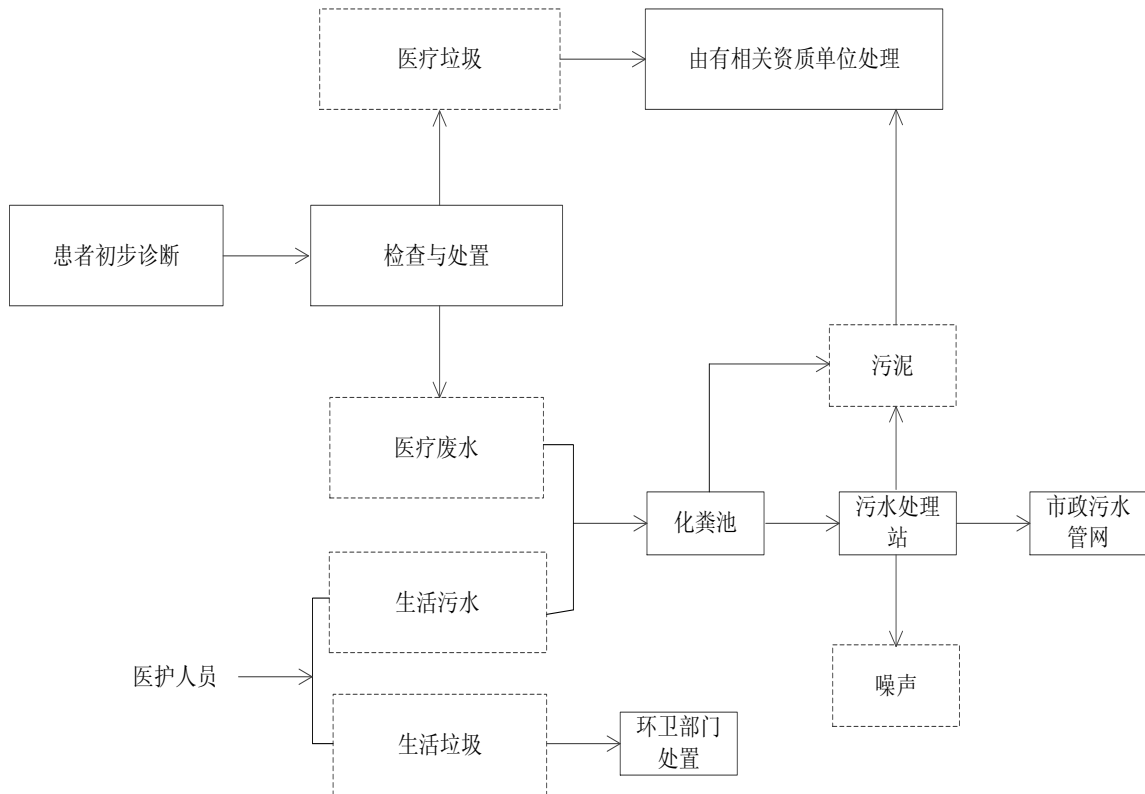 医疗垃圾
由有相关资质单位处理
患者初步诊断
检查与处置
污泥
医疗废水
化粪池
污水处理
站
市政污水
管网
生活污水
医护人员
噪声
生活垃圾
环卫部门
处置